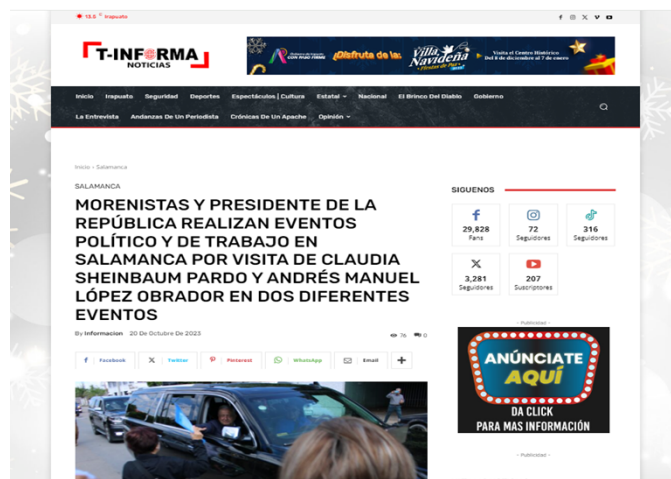 13.5 ° Irapuato
T-INFORMA
NOTICIAS
¡Disfruta de la:
Villa
Navideña
Visita el Centro Histórico
Del 8 de diciembre al 7 de enero
Inicio Irapuato Seguridad Deportes Espectáculos | Cultura Estatal Nacional El Brinco Del Diablo Gobierno
La Entrevista Andanzas De Un Periodista Crónicas De Un Apache Opinión
Inicio › Salamanca
SALAMANCA
MORENISTAS Y PRESIDENTE DE LA
REPÚBLICA REALIZAN EVENTOS
POLÍTICO Y DE TRABAJO EN
SALAMANCA POR VISITA DE CLAUDIA
SHEINBAUM PARDO Y ANDRÉS MANUEL
LÓPEZ OBRADOR EN DOS DIFERENTES
EVENTOS
By Informacion 20 De Octubre De 2023
76 0
Facebook Twitter Pinterest WhatsApp Email
SIGUENOS
29,828
Fans
72
Seguidores
316
Seguidores
3,281
Seguidores
207
Suscriptores
- Publicidad -
ANÚNCIATE
AQUÍ
DA CLICK
PARA MAS INFORMACIÓN
- Publicidad -